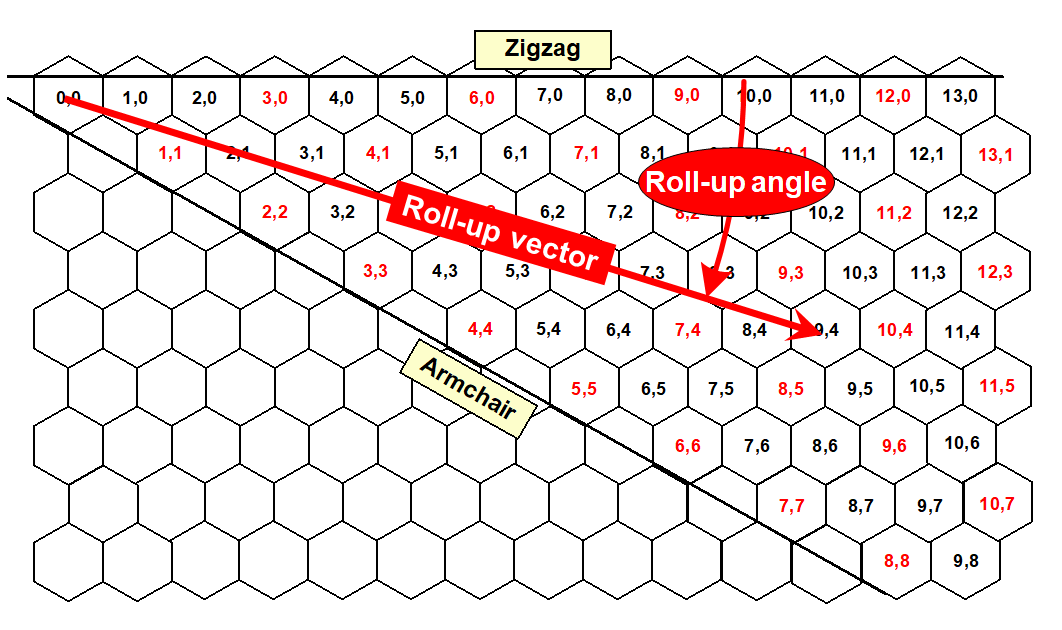 Zigzag
0,0 1,0 2,0 3,0 4,0 5,0 6,0 7,0 8,0 9,0 10,0 11,0 12,0 13,0
1,1 2,1 3,1 4,1 5,1 6,1 7,1 8,1 10,1 11,1 12,1 13,1
Roll-up angle
2,2 3,2 6,2 7,2 8,2 9,2 10,2 11,2 12,2
Roll-up vector
3,3 4,3 5,3 7,3 9,3 10,3 11,3 12,3
4,4 5,4 6,4 7,4 8,4 9,4 10,4 11,4
Armchair
5,5 6,5 7,5 8,5 9,5 10,5 11,5
6,6 7,6 8,6 9,6 10,6
7,7 8,7 9,7 10,7
8,8 9,8